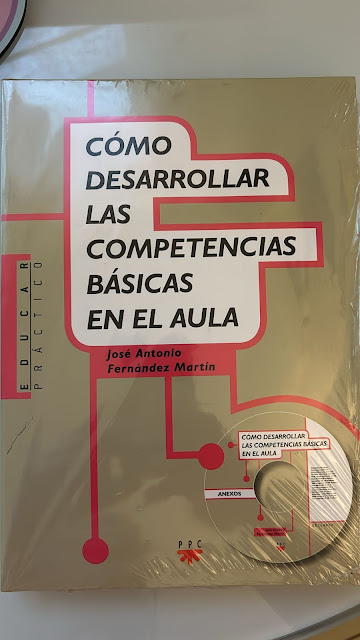 CÓMO
DESARROLLAR
LAS
COMPETENCIAS
BÁSICAS
EN EL AULA
José Antonio
Fernández Martín
EDUCAR
PRÁCTICO
CÓMO DESARROLLAR
LAS COMPETENCIAS BÁSICAS
EN EL AULA
ANEXOS
PPC
PPC